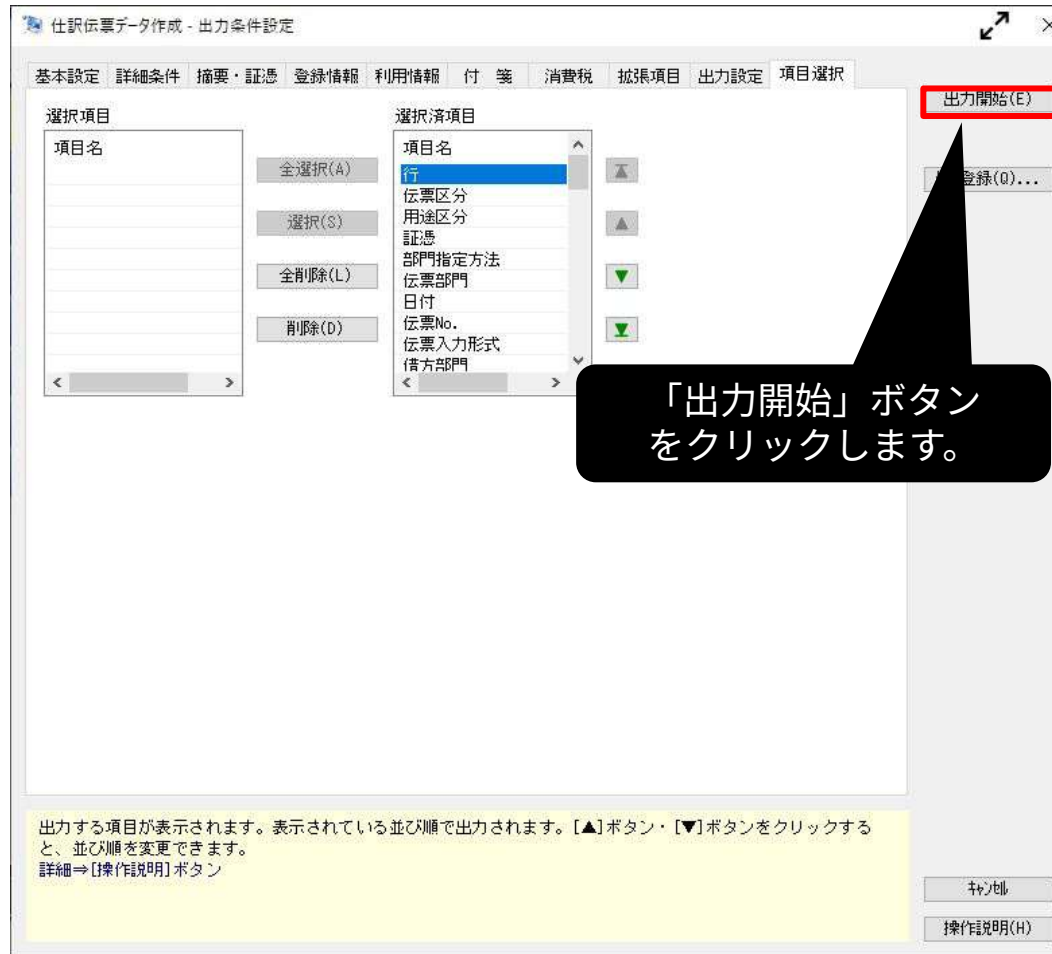 仕訳伝票データ作成 - 出力条件設定
基本設定 詳細条件 摘要・証憑 登録情報 利用情報 付 箋 消費税 拡張項目 出力設定 項目選択
出力開始(E)
選択項目
選択済項目
項目名
項目名
行
伝票区分
用途区分
証憑
部門指定方法
伝票部門
日付
伝票No.
伝票入力形式
借方部門
全選択(A)
選択(S)
全削除(L)
削除(D)
登録(Q)...
「出力開始」ボタン
をクリックします。
出力する項目が表示されます。表示されている並び順で出力されます。[▲]ボタン・[▼]ボタンをクリックする
と、並び順を変更できます。
詳細⇒[操作説明]ボタン
ｷｬﾝｾﾙ
操作説明(H)